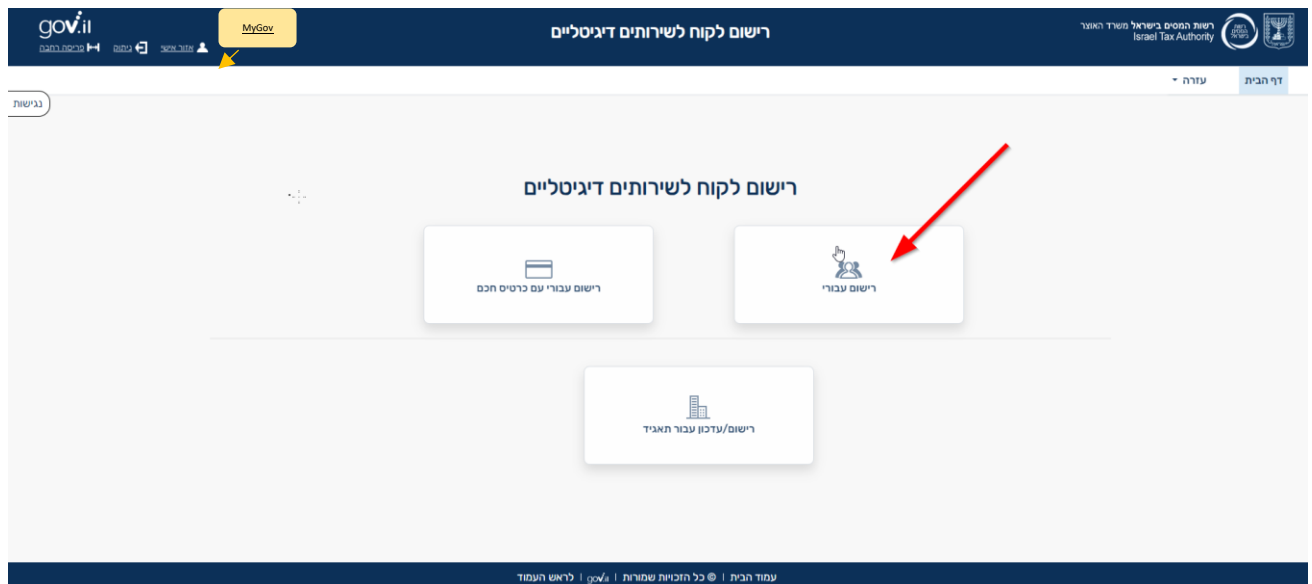 רשות המסים בישראל משרד האוצר
Israel Tax Authority
רישום לקוח לשירותים דיגיטליים
MyGov
gov.il
אזור אישי
ניתוק
פריסה רחבה
דף הבית
עזרה
נגישות
רישום לקוח לשירותים דיגיטליים
רישום עבורי
רישום עבורי עם כרטיס חכם
רישום/עדכון עבור תאגיד
עמוד הבית | © כל הזכויות שמורות | gov.il | לראש העמוד